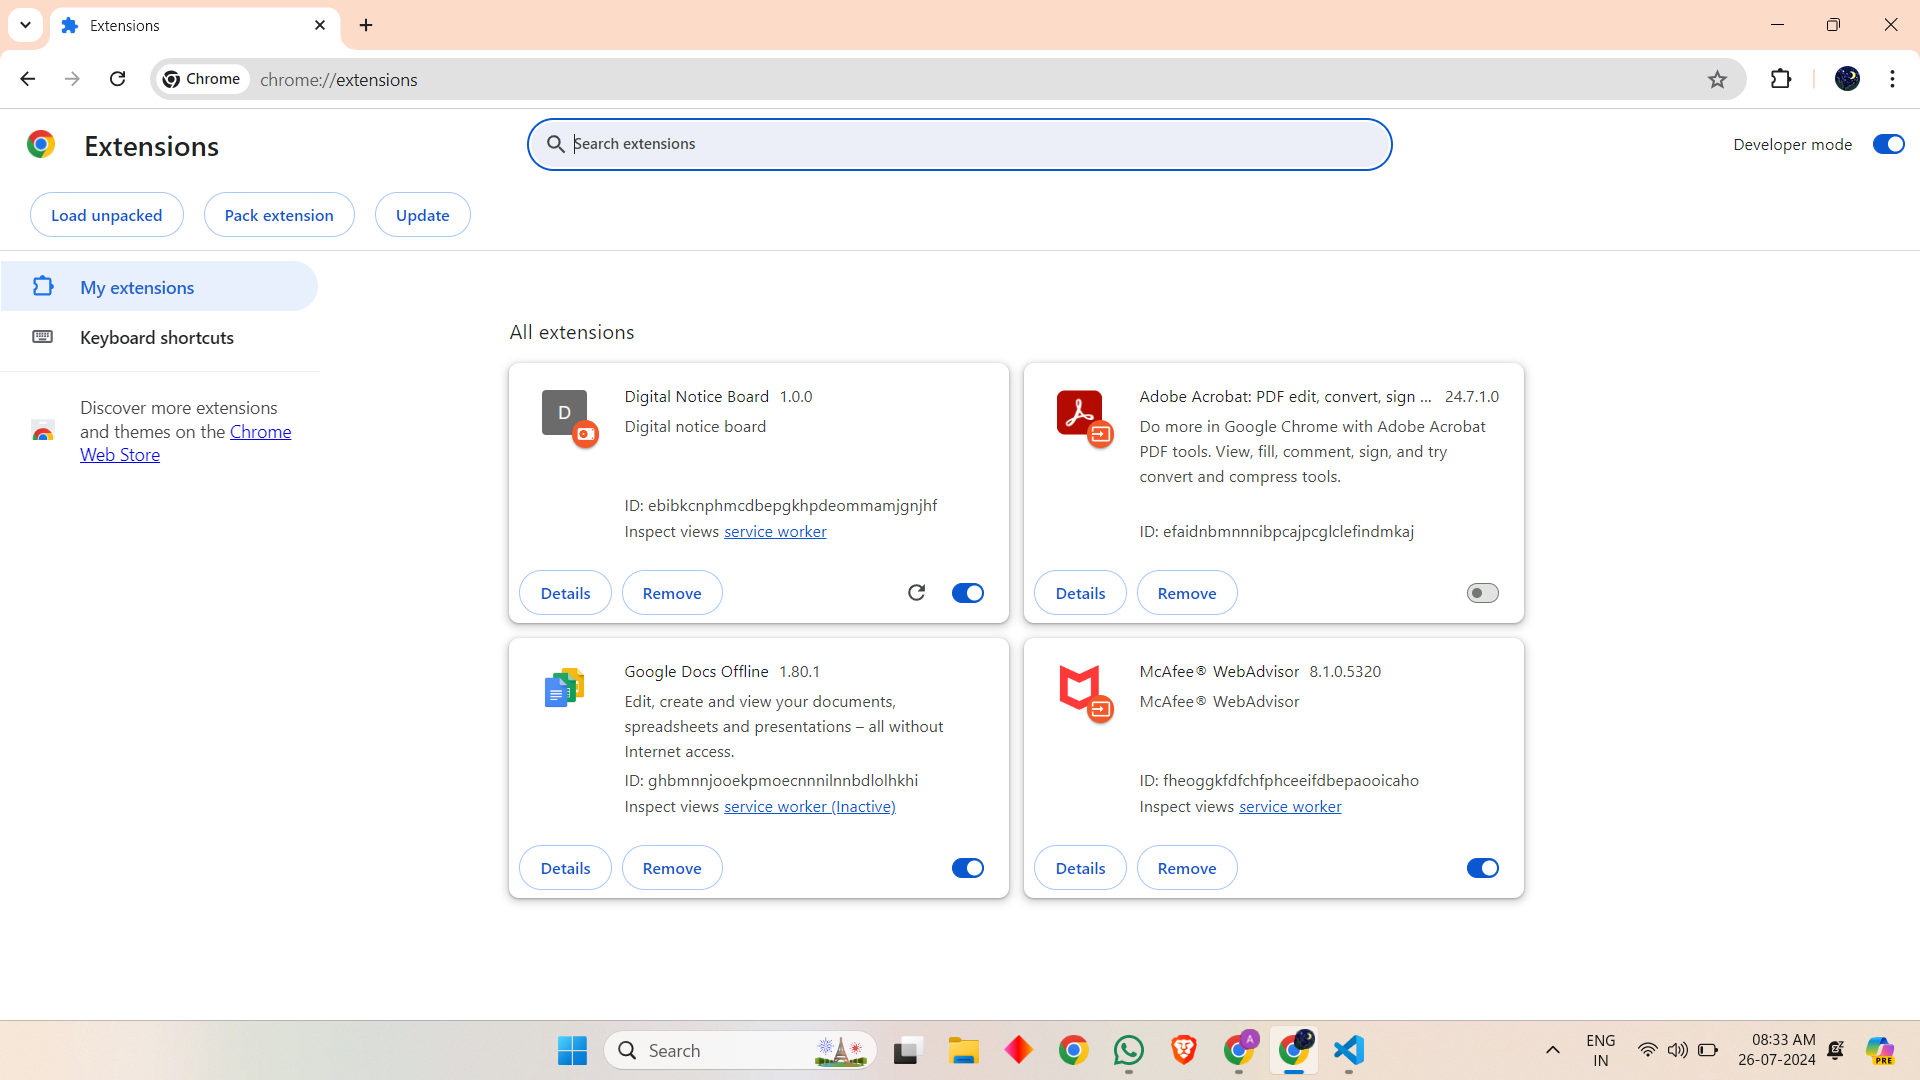 Extensions
Chrome
chrome://extensions
Extensions
Search extensions
Developer mode
Load unpacked
Pack extension
Update
My extensions
Keyboard shortcuts
Discover more extensions
and themes on the Chrome
Web Store
All extensions
D
Digital Notice Board 1.0.0
Digital notice board
ID: ebibkcnphmcdbepgkhpdeommamjgnjhf
Inspect views service worker
Details
Remove
Adobe Acrobat: PDF edit, convert, sign ... 24.7.1.0
Do more in Google Chrome with Adobe Acrobat
PDF tools. View, fill, comment, sign, and try
convert and compress tools.
ID: efaidnbmnnnibpcajpcglclefindmkaj
Details
Remove
Google Docs Offline 1.80.1
Edit, create and view your documents,
spreadsheets and presentations – all without
Internet access.
ID: ghbmnnjooekpmoecnnnilnnbdlolhkhi
Inspect views service worker (Inactive)
Details
Remove
McAfee® WebAdvisor 8.1.0.5320
McAfee® WebAdvisor
ID: fheoggkfdfchfphceeifdbepaooicaho
Inspect views service worker
Details
Remove
Search
A
ENG
IN
08:33 AM
26-07-2024
PRE